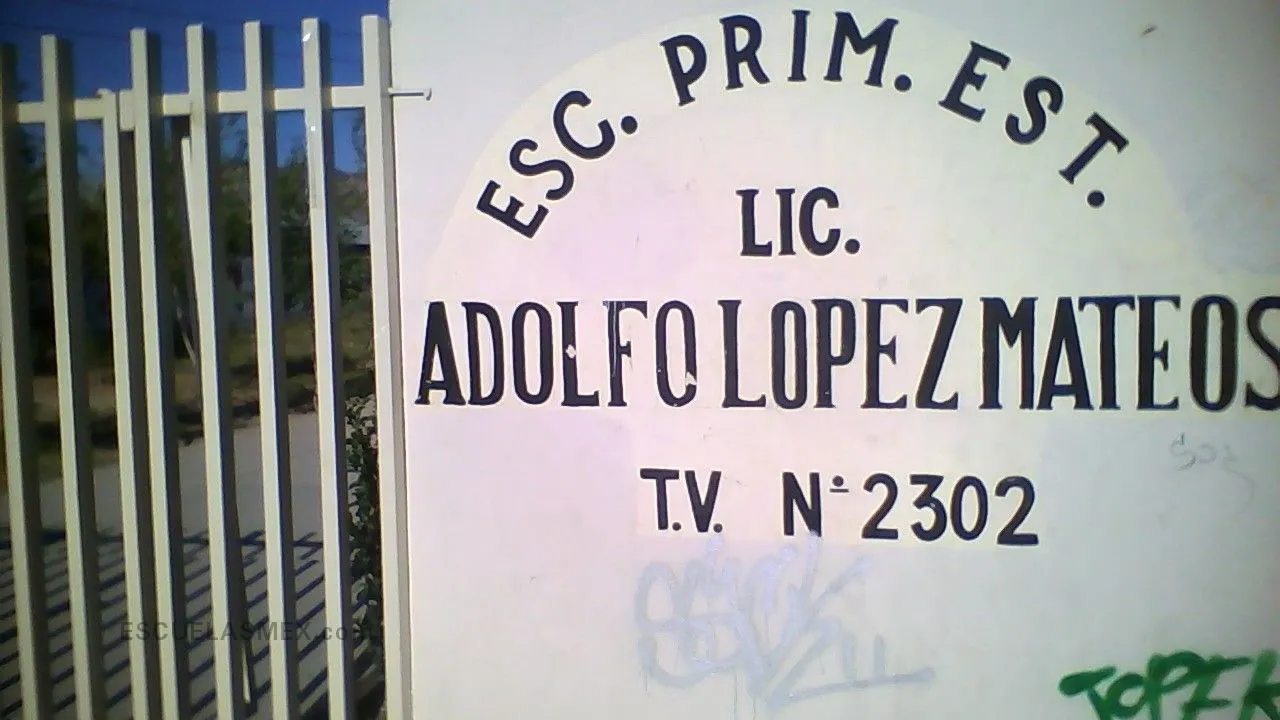 ESC. PRIM. EST.
LIC.
ADOLFO LOPEZ MATEOS
T.V. Nº 2302
ESCUELASMEX.com